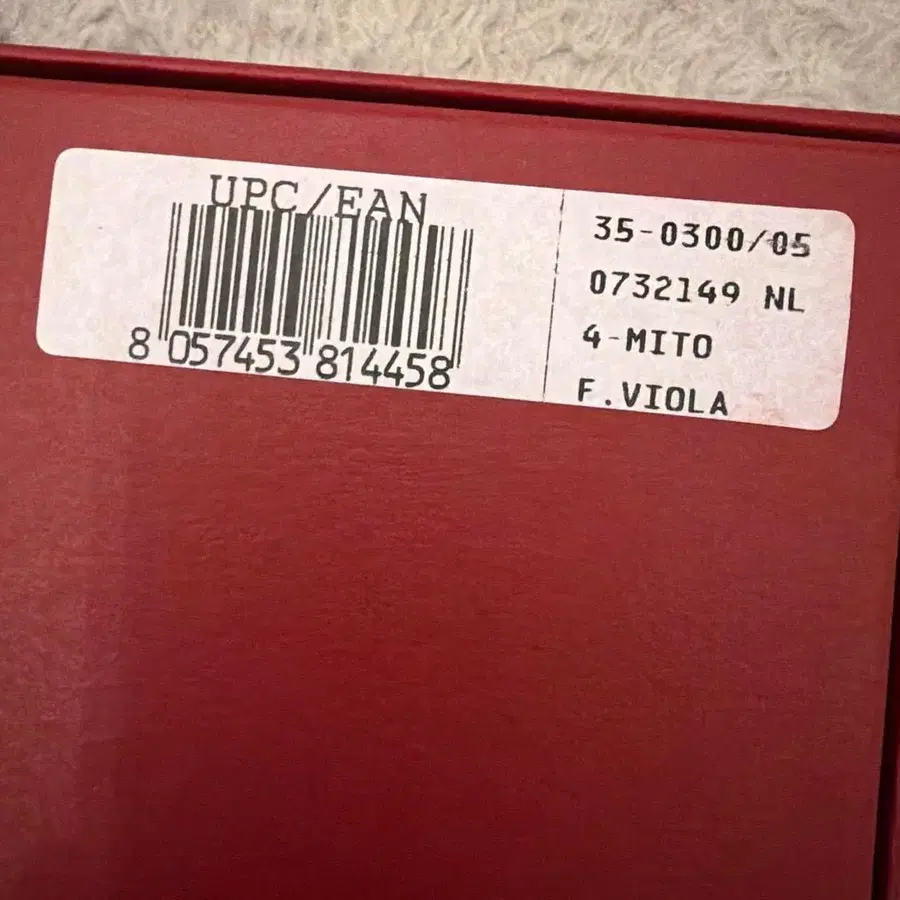 UPC/EAN
8 057453 814458
35-0300/05
0732149 NL
4-MITO
F.VIOLA